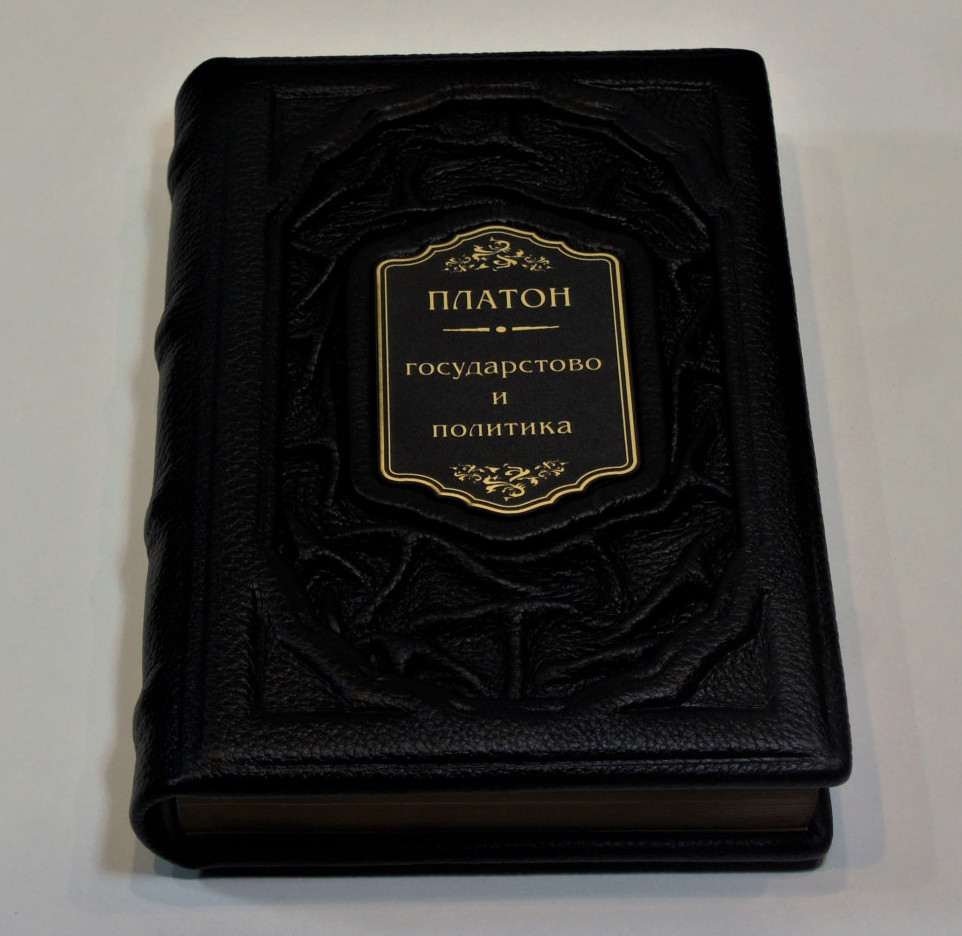 ПЛАТОН
государстово
и
политика